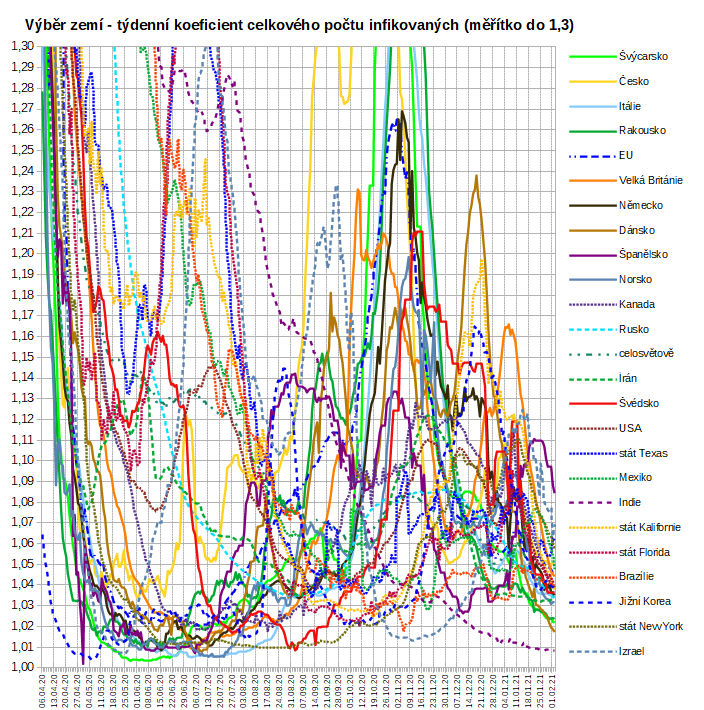 Výběr zemí - týdenní koeficient celkového počtu infikovaných (měřítko do 1,3)
1,30
1,29
1,28
1,27
1,26
1,25
1,24
1,23
1,22
1,21
1,20
1,19
1,18
1,17
1,16
1,15
1,14
1,13
1,12
1,11
1,10
1,09
1,08
1,07
1,06
1,05
1,04
1,03
1,02
1,01
1,00
06.04.20
13.04.20
20.04.20
27.04.20
04.05.20
11.05.20
18.05.20
25.05.20
01.06.20
08.06.20
15.06.20
22.06.20
29.06.20
06.07.20
13.07.20
20.07.20
27.07.20
03.08.20
10.08.20
17.08.20
24.08.20
31.08.20
07.09.20
14.09.20
21.09.20
28.09.20
05.10.20
12.10.20
19.10.20
26.10.20
02.11.20
09.11.20
16.11.20
23.11.20
30.11.20
07.12.20
14.12.20
21.12.20
28.12.20
04.01.21
11.01.21
18.01.21
25.01.21
01.02.21
Švýcarsko
Česko
Itálie
Rakousko
EU
Velká Británie
Německo
Dánsko
Španělsko
Norsko
Kanada
Rusko
celosvětově
Írán
Švédsko
USA
stát Texas
Mexiko
Indie
stát Kalifornie
stát Florida
Brazílie
Jižní Korea
stát New York
Izrael